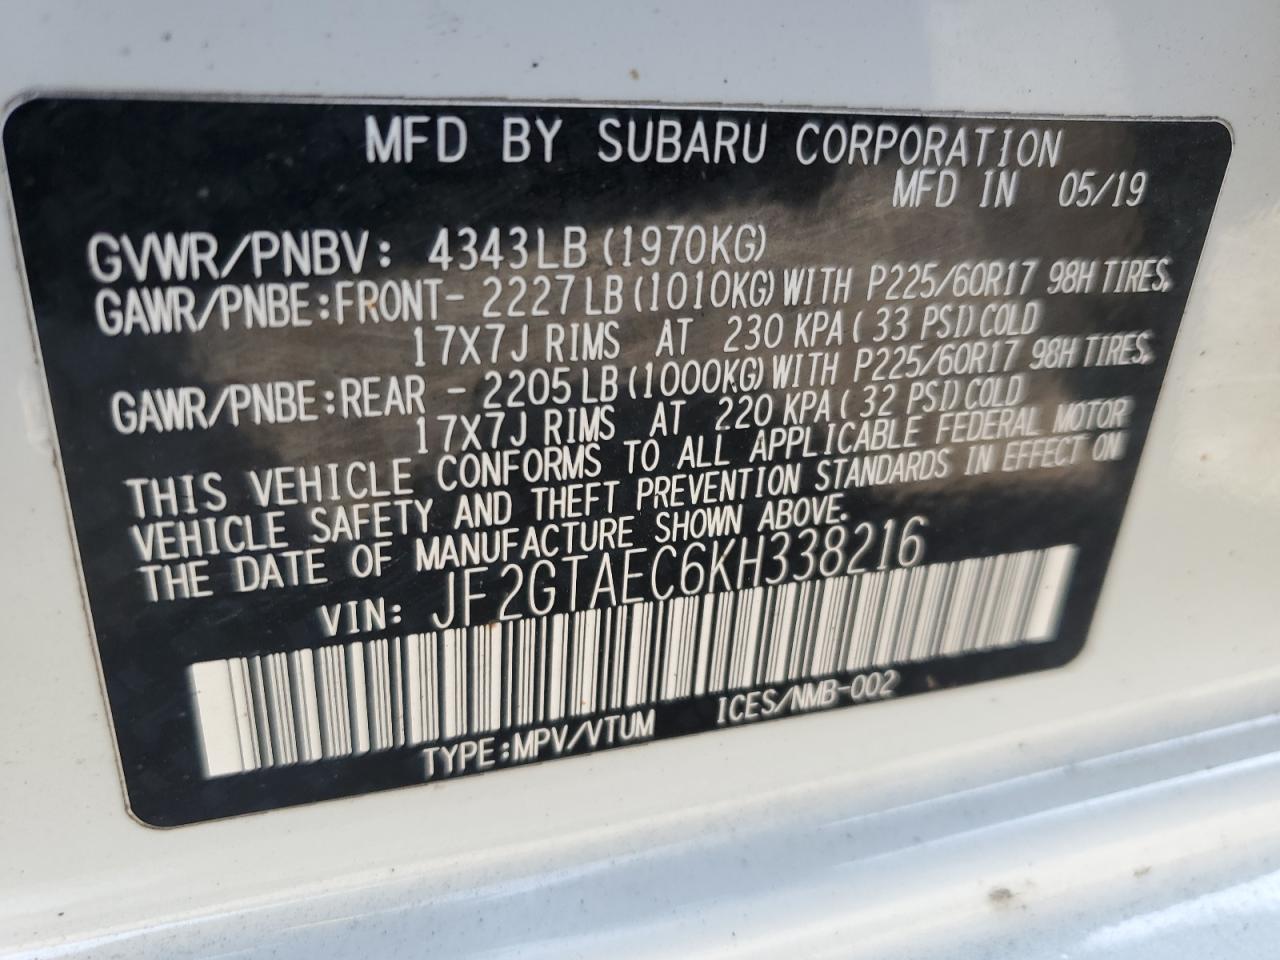 MFD BY SUBARU CORPORATION
MFD IN 05/19
GVWR/PNBV: 4343LB (1970KG)
GAWR/PNBE:FRONT- 2227LB (1010KG) WITH P225/60R17 98H TIRES,
17X7J RIMS AT 230 KPA ( 33 PSI) COLD
GAWR/PNBE:REAR - 2205LB (1000KG) WITH P225/60R17 98H TIRES,
17X7J RIMS AT 220 KPA ( 32 PSI) COLD
THIS VEHICLE CONFORMS TO ALL APPLICABLE FEDERAL MOTOR
VEHICLE SAFETY AND THEFT PREVENTION STANDARDS IN EFFECT ON
THE DATE OF MANUFACTURE SHOWN ABOVE.
VIN: JF2GTAEC6KH338216
TYPE:MPV/VTUM ICES/NMB-002